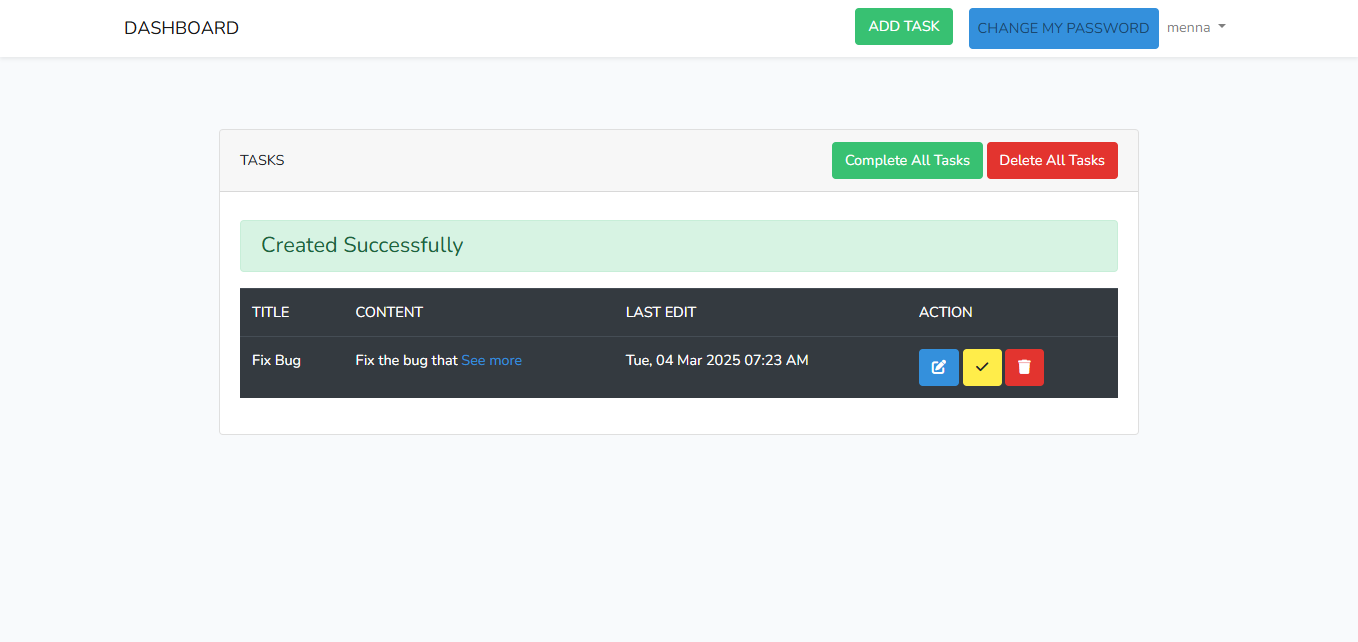 DASHBOARD ADD TASK CHANGE MY PASSWORD menna
TASKS Complete All Tasks Delete All Tasks
Created Successfully
TITLE CONTENT LAST EDIT ACTION
Fix Bug Fix the bug that See more Tue, 04 Mar 2025 07:23 AM